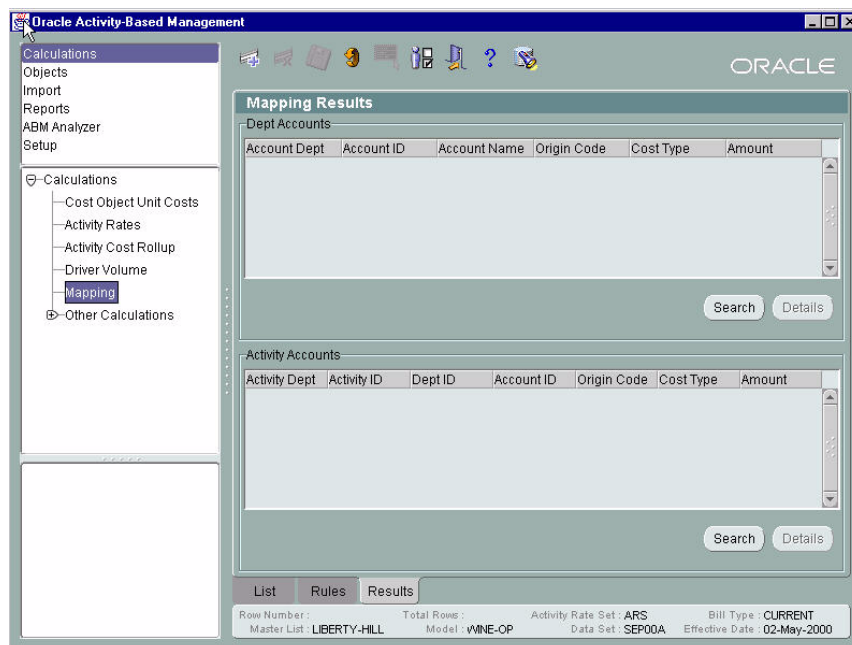 Oracle Activity-Based Management
Calculations
Objects
Import
Reports
ABM Analyzer
Setup
Calculations
Cost Object Unit Costs
Activity Rates
Activity Cost Rollup
Driver Volume
Mapping
Other Calculations
?
ORACLE
Mapping Results
Dept Accounts
Account Dept Account ID Account Name Origin Code Cost Type Amount
Search Details
Activity Accounts
Activity Dept Activity ID Dept ID Account ID Origin Code Cost Type Amount
Search Details
List Rules Results
Row Number : Total Rows : Activity Rate Set : ARS Bill Type : CURRENT
Master List : LIBERTY-HILL Model : WINE-OP Data Set : SEP00A Effective Date : 02-May-2000